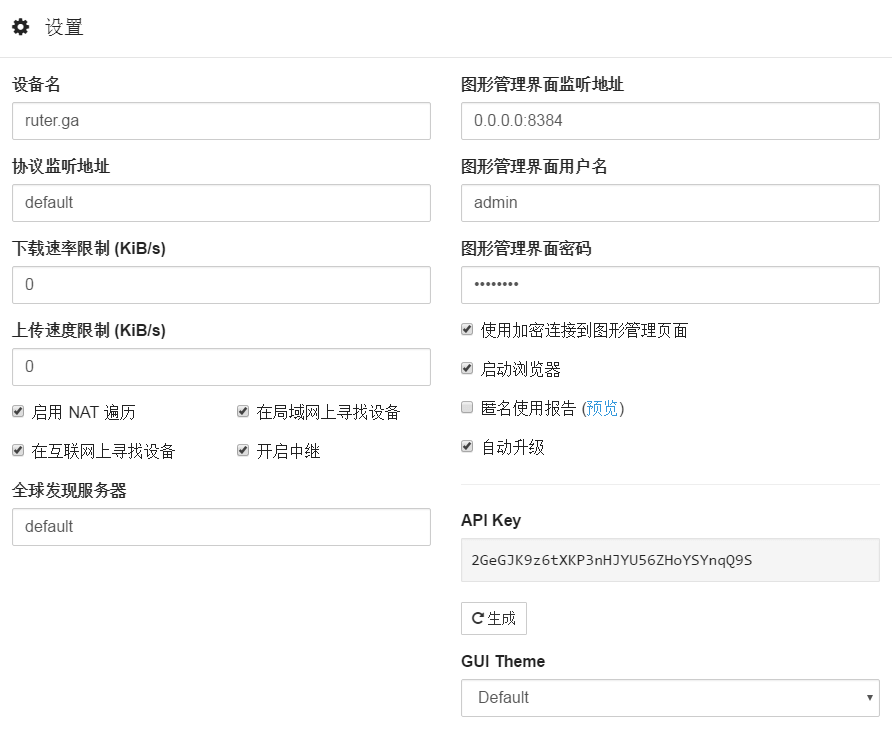 设置
设备名
ruter.ga
协议监听地址
default
下载速率限制 (KiB/s)
0
上传速度限制 (KiB/s)
0
启用 NAT 遍历
在局域网上寻找设备
在互联网上寻找设备
开启中继
全球发现服务器
default
图形管理界面监听地址
0.0.0.0:8384
图形管理界面用户名
admin
图形管理界面密码
••••••••
使用加密连接到图形管理页面
启动浏览器
匿名使用报告 (预览)
自动升级
API Key
2GeGJK9z6tXKP3nHJYU56ZHoYSYnqQ9S
生成
GUI Theme
Default